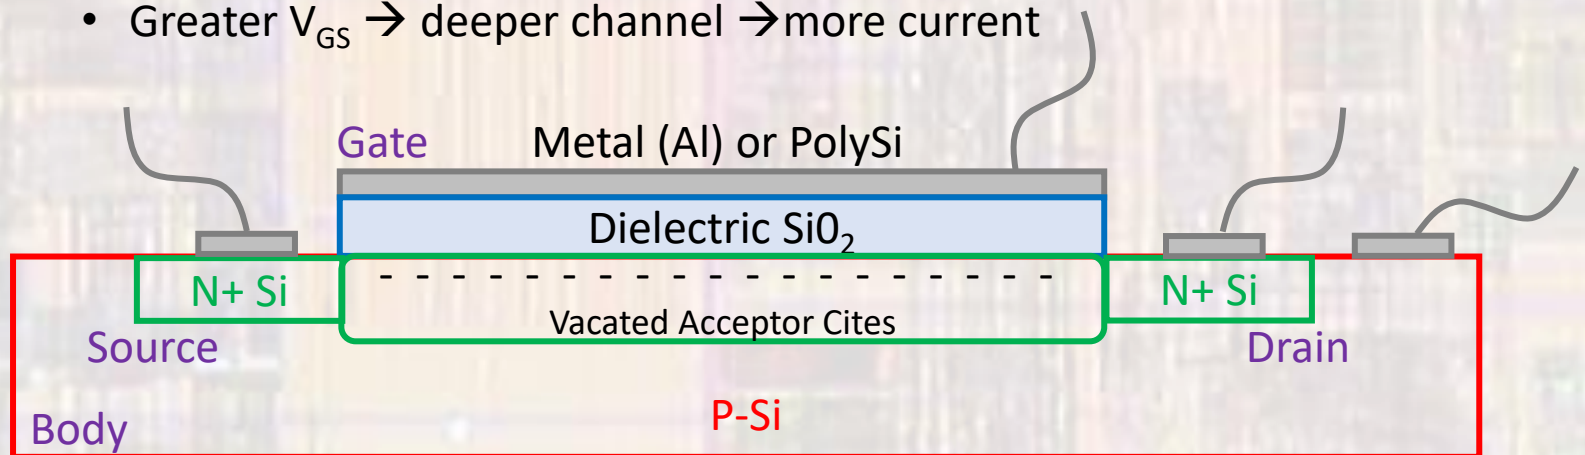 • Greater V_GS → deeper channel →more current
Gate Metal (Al) or PolySi
Dielectric Si0₂
- - - - - - - - - - - - - - - - - - -
N+ Si N+ Si
Vacated Acceptor Cites
Source Drain
P-Si
Body